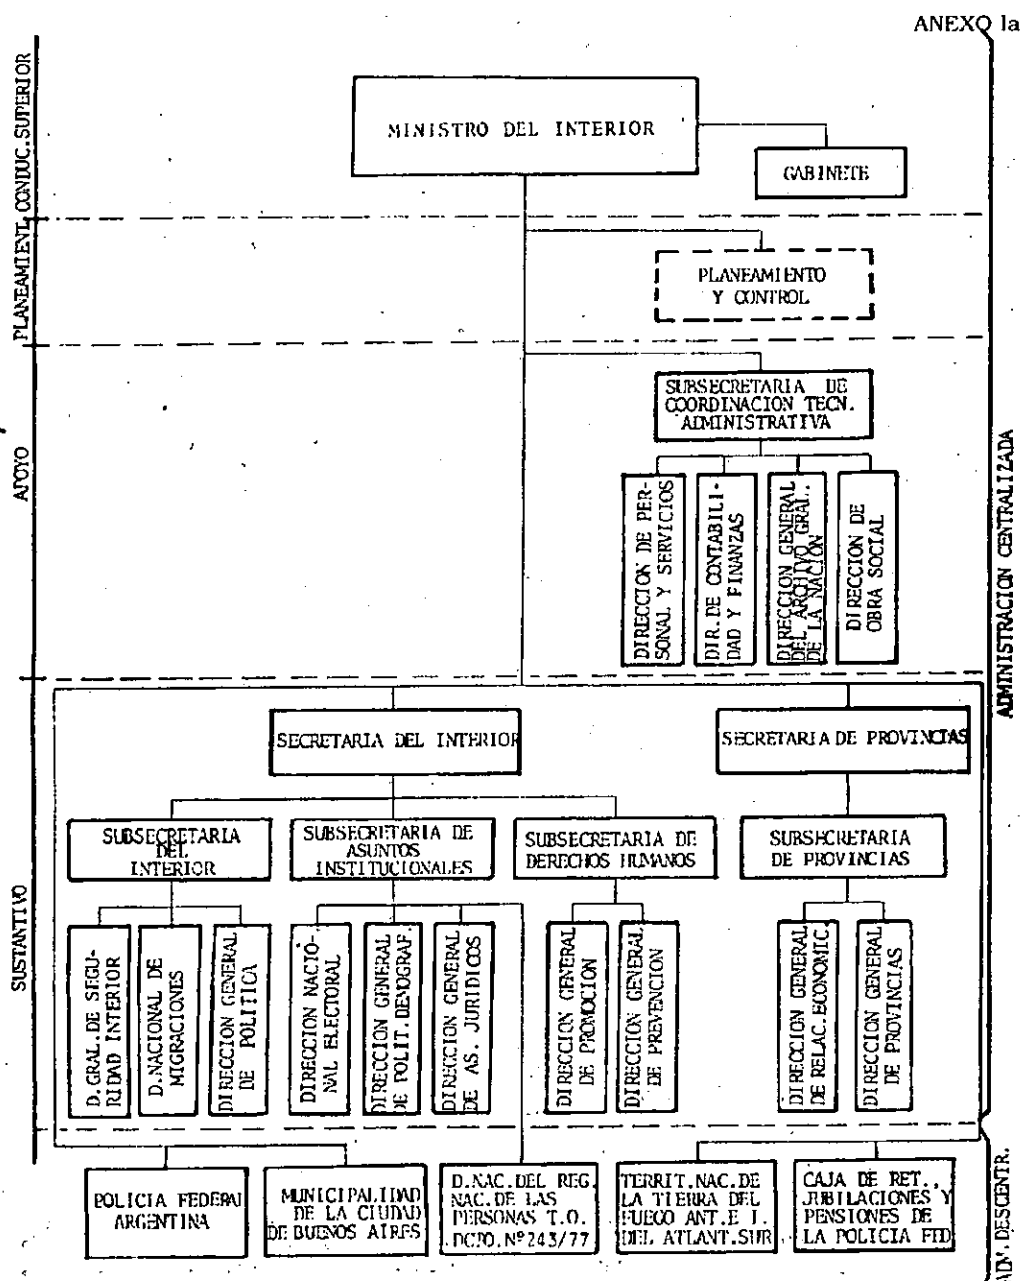 ANEXO Ia
PLANEAMIENT. CONDUC. SUPERIOR
MINISTRO DEL INTERIOR
GABINETE
PLANEAMIENTO
Y CONTROL
APOYO
SUBSECRETARIA DE
COORDINACION TECN.
ADMINISTRATIVA
DIRECCION DE PER-
SONAL Y SERVICIOS
DIR. DE CONTABILI-
DAD Y FINANZAS
DIRECCION GENERAL
DEL ARCHIVO GRAL.
DE LA NACION
DIRECCION DE
OBRA SOCIAL
ADMINISTRACION CENTRALIZADA
SUSTANTIVO
SECRETARIA DEL INTERIOR
SECRETARIA DE PROVINCIAS
SUBSECRETARIA
DEL
INTERIOR
SUBSECRETARIA DE
ASUNTOS
INSTITUCIONALES
SUBSECRETARIA DE
DERECHOS HUMANOS
SUBSECRETARIA
DE PROVINCIAS
D. GRAL. DE SEGU-
RIDAD INTERIOR
D. NACIONAL DE
MIGRACIONES
DIRECCION GENERAL
DE POLITICA
DIRECCION NACIO-
NAL ELECTORAL
DIRECCION GENERAL
DE POLIT. DEMOGRAF.
DIRECCION GENERAL
DE AS. JURIDICOS
DIRECCION GENERAL
DE PROMOCION
DIRECCION GENERAL
DE PREVENCION
DIRECCION GENERAL
DE RELAC. ECONOMIC.
DIRECCION GENERAL
DE PROVINCIAS
ADM. DESCENTR.
POLICIA FEDERAL
ARGENTINA
MUNICIPALIDAD
DE LA CIUDAD
DE BUENOS AIRES
D. NAC. DEL REG.
NAC. DE LAS
PERSONAS T.O.
DCTO. Nº 243/77
TERRIT. NAC. DE
LA TIERRA DEL
FUEGO ANT. E I.
DEL ATLANT. SUR
CAJA DE RET.,
JUBILACIONES Y
PENSIONES DE
LA POLICIA FED